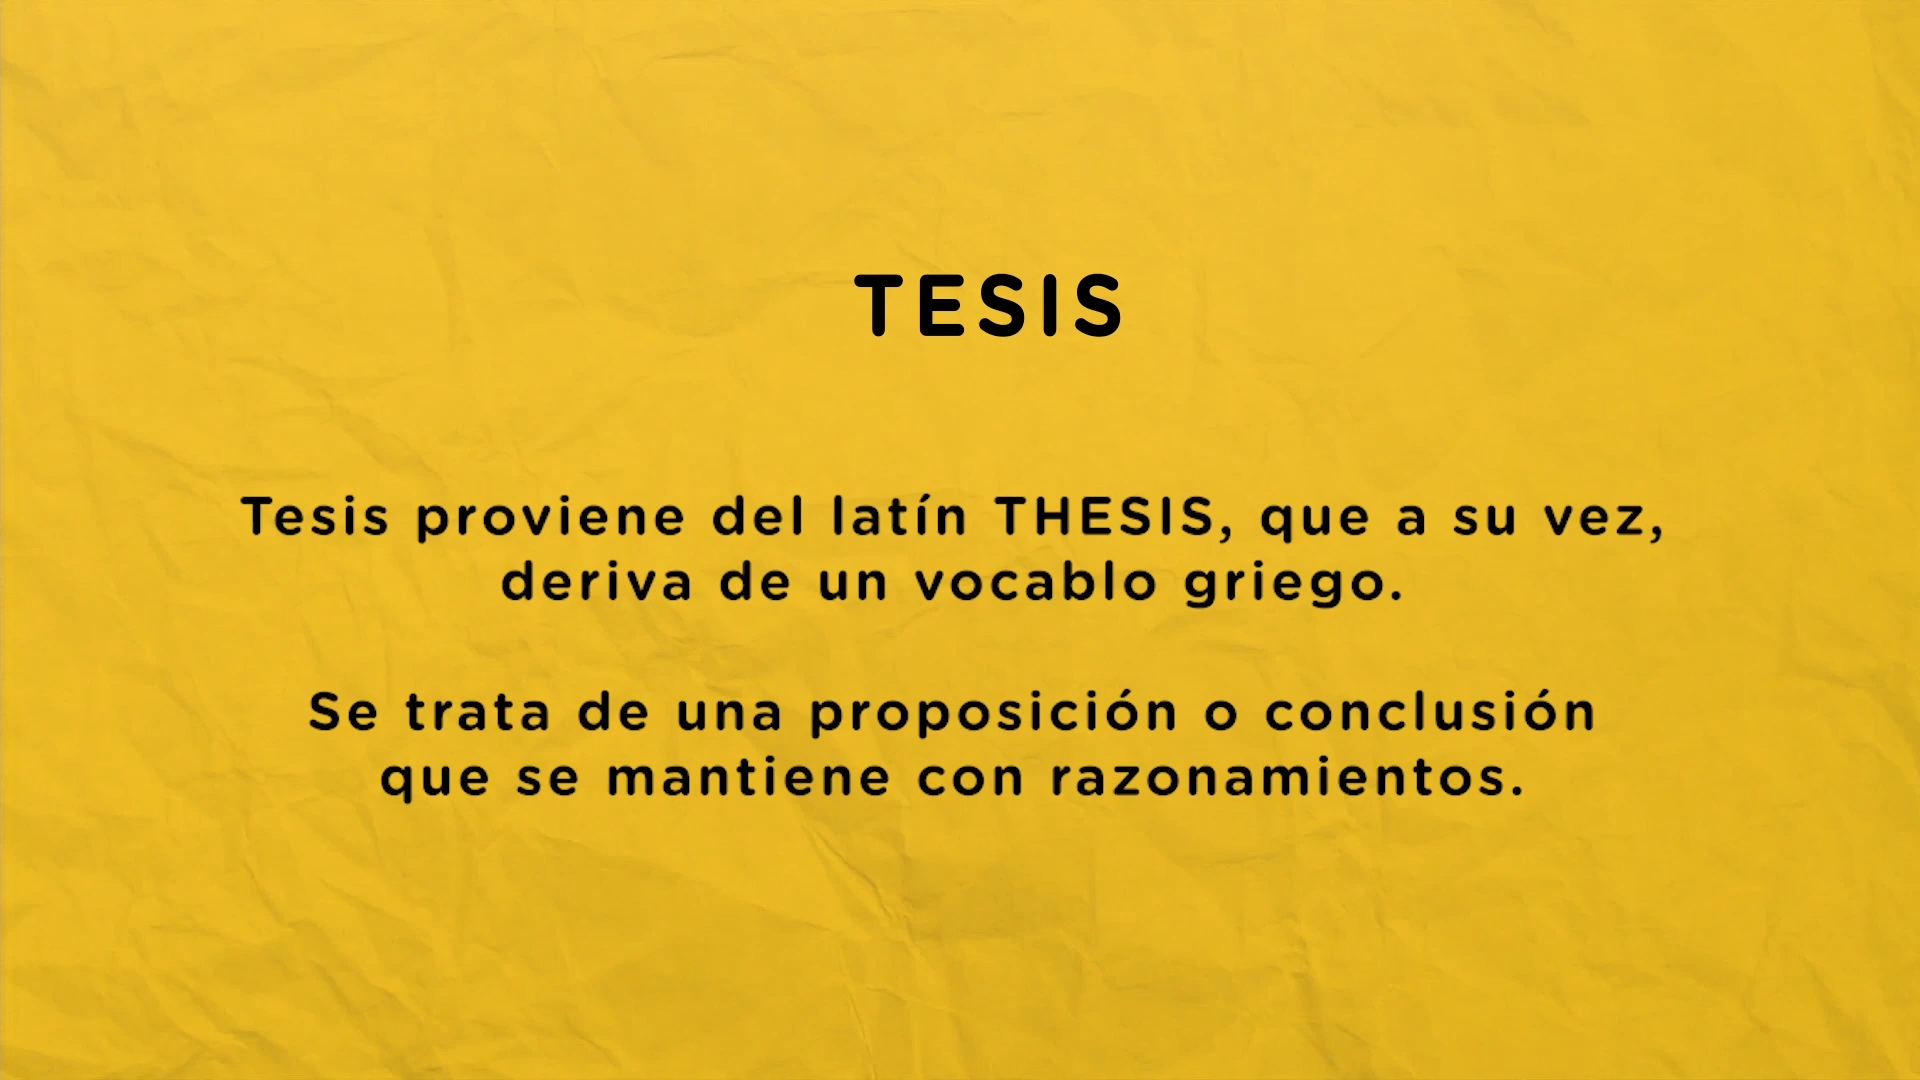 TESIS
Tesis proviene del latín THESIS, que a su vez,
deriva de un vocablo griego.
Se trata de una proposición o conclusión
que se mantiene con razonamientos.